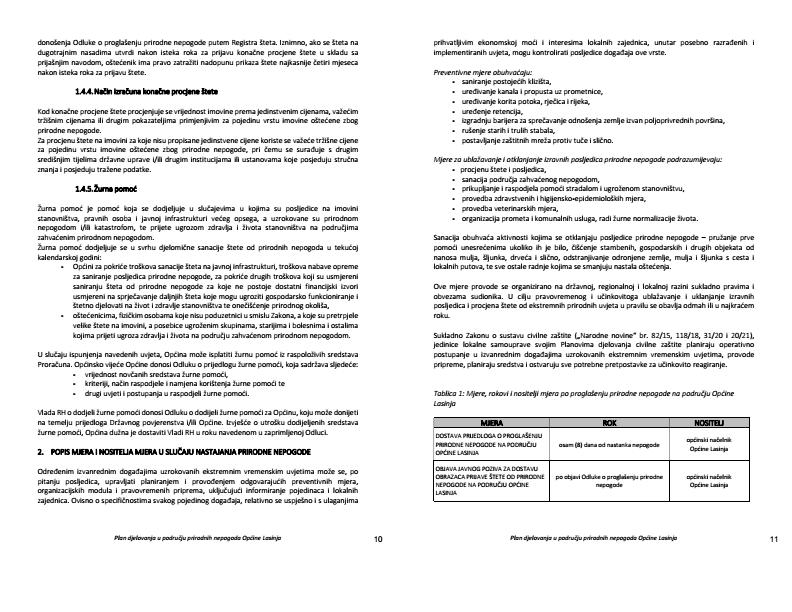 donošenja Odluke o proglašenju prirodne nepogode putem Registra šteta. Iznimno, ako se šteta na
dugotrajnim nasadima utvrdi nakon isteka roka za prijavu konačne procjene štete u skladu sa
prijašnjim navodom, oštećenik ima pravo zatražiti nadopunu prikaza štete najkasnije četiri mjeseca
nakon isteka roka za prijavu štete.
1.4.4. Način izračuna konačne procjene štete
Kod konačne procjene štete procjenjuje se vrijednost imovine prema jedinstvenim cijenama, važećim
tržišnim cijenama ili drugim pokazateljima primjenjivim za pojedinu vrstu imovine oštećene zbog
prirodne nepogode.
Za procjenu štete na imovini za koje nisu propisane jedinstvene cijene koriste se važeće tržišne cijene
za pojedinu vrstu imovine oštećene zbog prirodne nepogode, pri čemu se surađuje s drugim
središnjim tijelima državne uprave i/ili drugim institucijama ili ustanovama koje posjeduju stručna
znanja i posjeduju tražene podatke.
1.4.5. Žurna pomoć
Žurna pomoć je pomoć koja se dodjeljuje u slučajevima u kojima su posljedice na imovini
stanovništva, pravnih osoba i javnoj infrastrukturi većeg opsega, a uzrokovane su prirodnom
nepogodom i/ili katastrofom, te prijete ugrozom zdravlja i života stanovništva na područjima
zahvaćenim prirodnom nepogodom.
Žurna pomoć dodjeljuje se u svrhu djelomične sanacije štete od prirodnih nepogoda u tekućoj
kalendarskoj godini:
• Općini za pokriće troškova sanacije šteta na javnoj infrastrukturi, troškova nabave opreme
za saniranje posljedica prirodne nepogode, za pokriće drugih troškova koji su usmjereni
saniranju šteta od prirodne nepogode za koje ne postoje dostatni financijski izvori
usmjereni na sprječavanje daljnjih šteta koje mogu ugroziti gospodarsko funkcioniranje i
štetno djelovati na život i zdravlje stanovništva te onečišćenje prirodnog okoliša,
• oštećenicima, fizičkim osobama koje nisu poduzetnici u smislu Zakona, a koje su pretrpjele
velike štete na imovini, a posebice ugroženim skupinama, starijima i bolesnima i ostalima
kojima prijeti ugroza zdravlja i života na području zahvaćenom prirodnom nepogodom.
U slučaju ispunjenja navedenih uvjeta, Općina može isplatiti žurnu pomoć iz raspoloživih sredstava
Proračuna. Općinsko vijeće Općine donosi Odluku o prijedlogu žurne pomoći, koja sadržava sljedeće:
• vrijednost novčanih sredstava žurne pomoći,
• kriteriji, način raspodjele i namjena korištenja žurne pomoći te
• drugi uvjeti i postupanja u raspodjeli žurne pomoći.
Vlada RH o dodjeli žurne pomoći donosi Odluku o dodijeli žurne pomoći za Općinu, koju može donijeti
na temelju prijedloga Državnog povjerenstva i/ili Općine. Izvješće o utrošku dodijeljenih sredstava
žurne pomoći, Općina dužna je dostaviti Vladi RH u roku navedenom u zaprimljenoj Odluci.
2. POPIS MJERA I NOSITELJA MJERA U SLUČAJU NASTAJANJA PRIRODNE NEPOGODE
Određenim izvanrednim događajima uzrokovanih ekstremnim vremenskim uvjetima može se, po
pitanju posljedica, upravljati planiranjem i provođenjem odgovarajućih preventivnih mjera,
organizacijskih modula i pravovremenih priprema, uključujući informiranje pojedinaca i lokalnih
zajednica. Ovisno o specifičnostima svakog pojedinog događaja, relativno se uspješno i s ulaganjima
Plan djelovanja u području prirodnih nepogoda Općine Lasinja
10
prihvatljivim ekonomskoj moći i interesima lokalnih zajednica, unutar posebno razrađenih i
implementiranih uvjeta, mogu kontrolirati posljedice događaja ove vrste.
Preventivne mjere obuhvaćaju:
• saniranje postojećih klizišta,
• uređivanje kanala i propusta uz prometnice,
• uređivanje korita potoka, rječica i rijeka,
• uređenje retencija,
• izgradnju barijera za sprečavanje odnošenja zemlje izvan poljoprivrednih površina,
• rušenje starih i trulih stabala,
• postavljanje zaštitnih mreža protiv tuče i slično.
Mjere za ublažavanje i otklanjanje izravnih posljedica prirodne nepogode podrazumijevaju:
• procjenu štete i posljedica,
• sanacija područja zahvaćenog nepogodom,
• prikupljanje i raspodjela pomoći stradalom i ugroženom stanovništvu,
• provedba zdravstvenih i higijensko-epidemioloških mjera,
• provedba veterinarskih mjera,
• organizacija prometa i komunalnih usluga, radi žurne normalizacije života.
Sanacija obuhvaća aktivnosti kojima se otklanjaju posljedice prirodne nepogode – pružanje prve
pomoći unesrećenima ukoliko ih je bilo, čišćenje stambenih, gospodarskih i drugih objekata od
nanosa mulja, šljunka, drveća i slično, odstranjivanje odronjene zemlje, mulja i šljunka s cesta i
lokalnih putova, te sve ostale radnje kojima se smanjuju nastala oštećenja.
Ove mjere provode se organizirano na državnoj, regionalnoj i lokalnoj razini sukladno pravima i
obvezama sudionika. U cilju pravovremenog i učinkovitoga ublažavanje i uklanjanje izravnih
posljedica i procjena štete od ekstremnih prirodnih uvjeta u pravilu se obavlja odmah ili u najkraćem
roku.
Sukladno Zakonu o sustavu civilne zaštite („Narodne novine" br. 82/15, 118/18, 31/20 i 20/21),
jedinice lokalne samouprave svojim Planovima djelovanja civilne zaštite planiraju operativno
postupanje u izvanrednim događajima uzrokovanih ekstremnim vremenskim uvjetima, provode
pripreme, planiraju sredstva i ostvaruju sve potrebne pretpostavke za učinkovito reagiranje.
Tablica 1: Mjere, rokovi i nositelji mjera po proglašenju prirodne nepogode na području Općine
Lasinja
MJERA ROK NOSITELJ
DOSTAVA PRIJEDLOGA O PROGLAŠENJU
PRIRODNE NEPOGODE NA PODRUČJU
OPĆINE LASINJA
osam (8) dana od nastanka nepogode
općinski načelnik
Općine Lasinja
OBJAVA JAVNOG POZIVA ZA DOSTAVU
OBRAZACA PRIJAVE ŠTETE OD PRIRODNE
NEPOGODE NA PODRUČJU OPĆINE
LASINJA
po objavi Odluke o proglašenju prirodne
nepogode
općinski načelnik
Općine Lasinja
Plan djelovanja u području prirodnih nepogoda Općine Lasinja
11